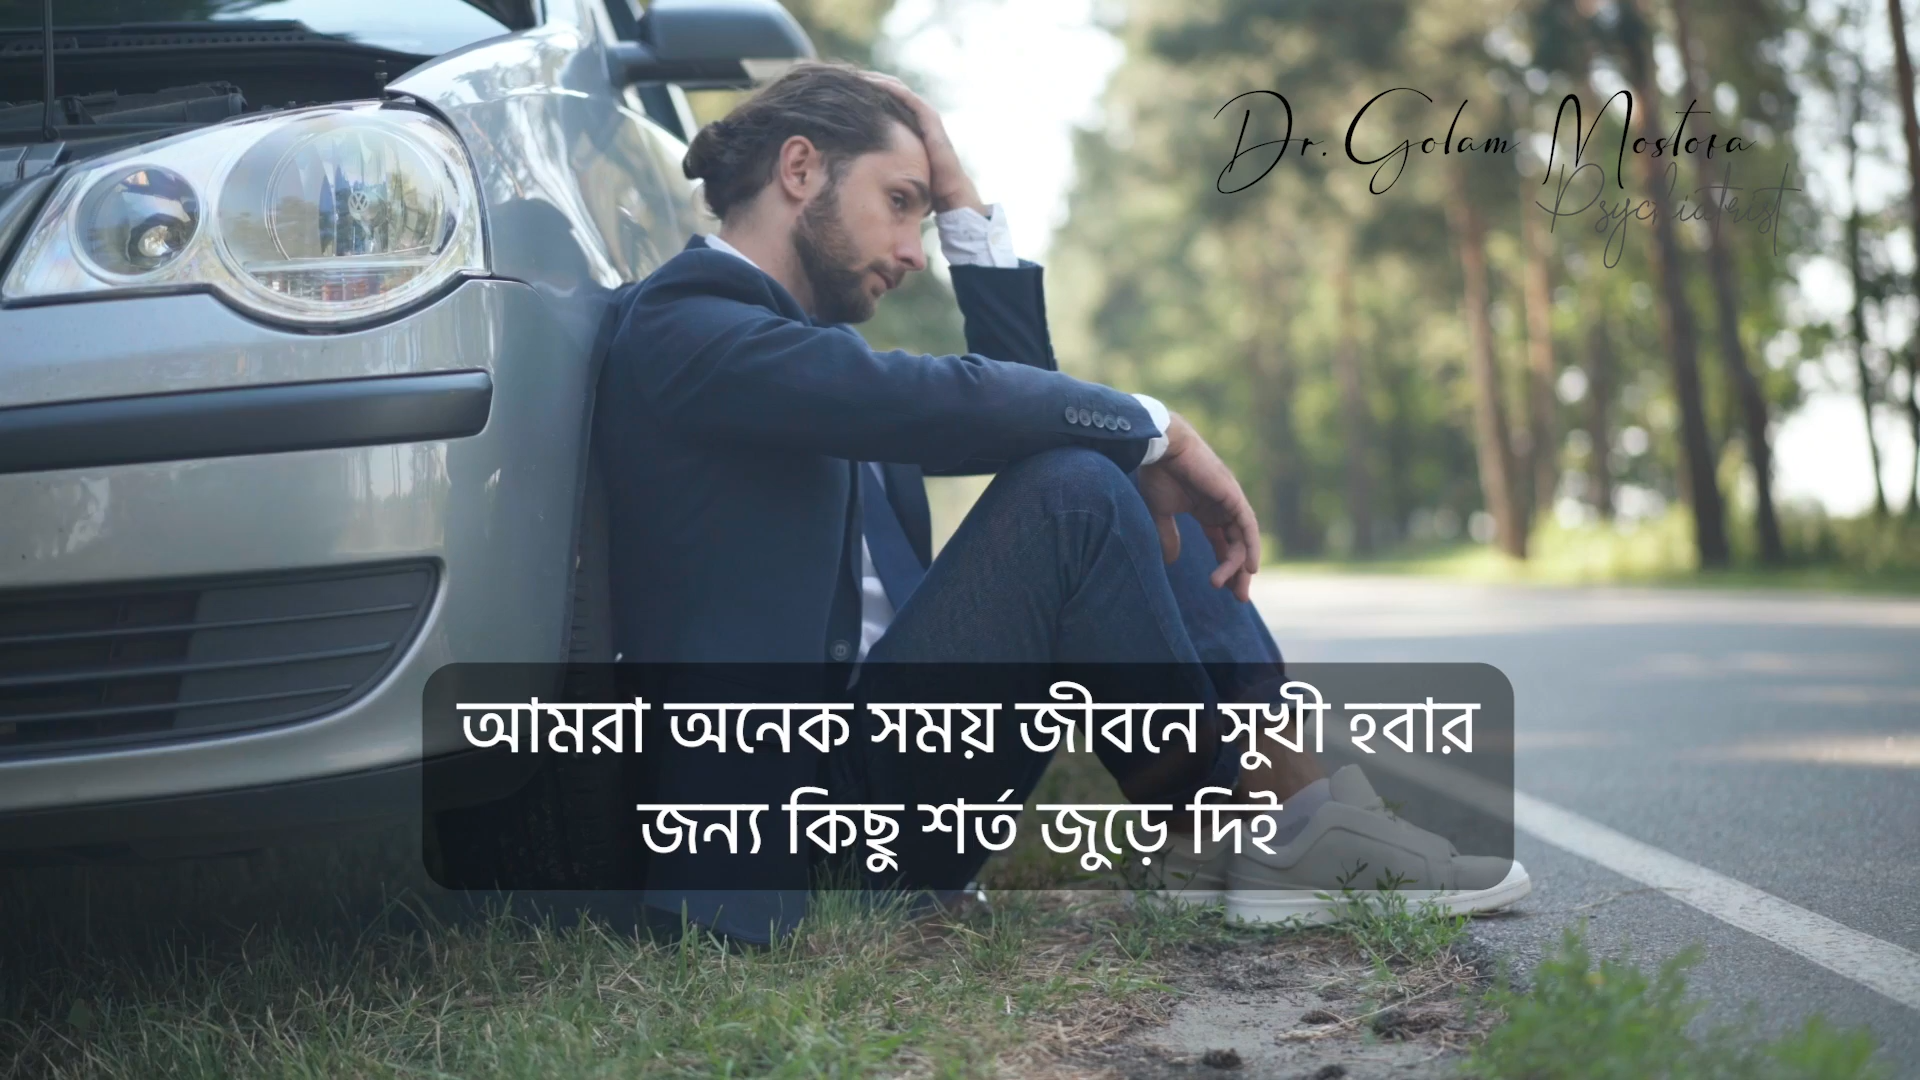 Dr. Golam Mostofa
Psychiatrist
আমরা অনেক সময় জীবনে সুখী হবার
জন্য কিছু শর্ত জুড়ে দিই